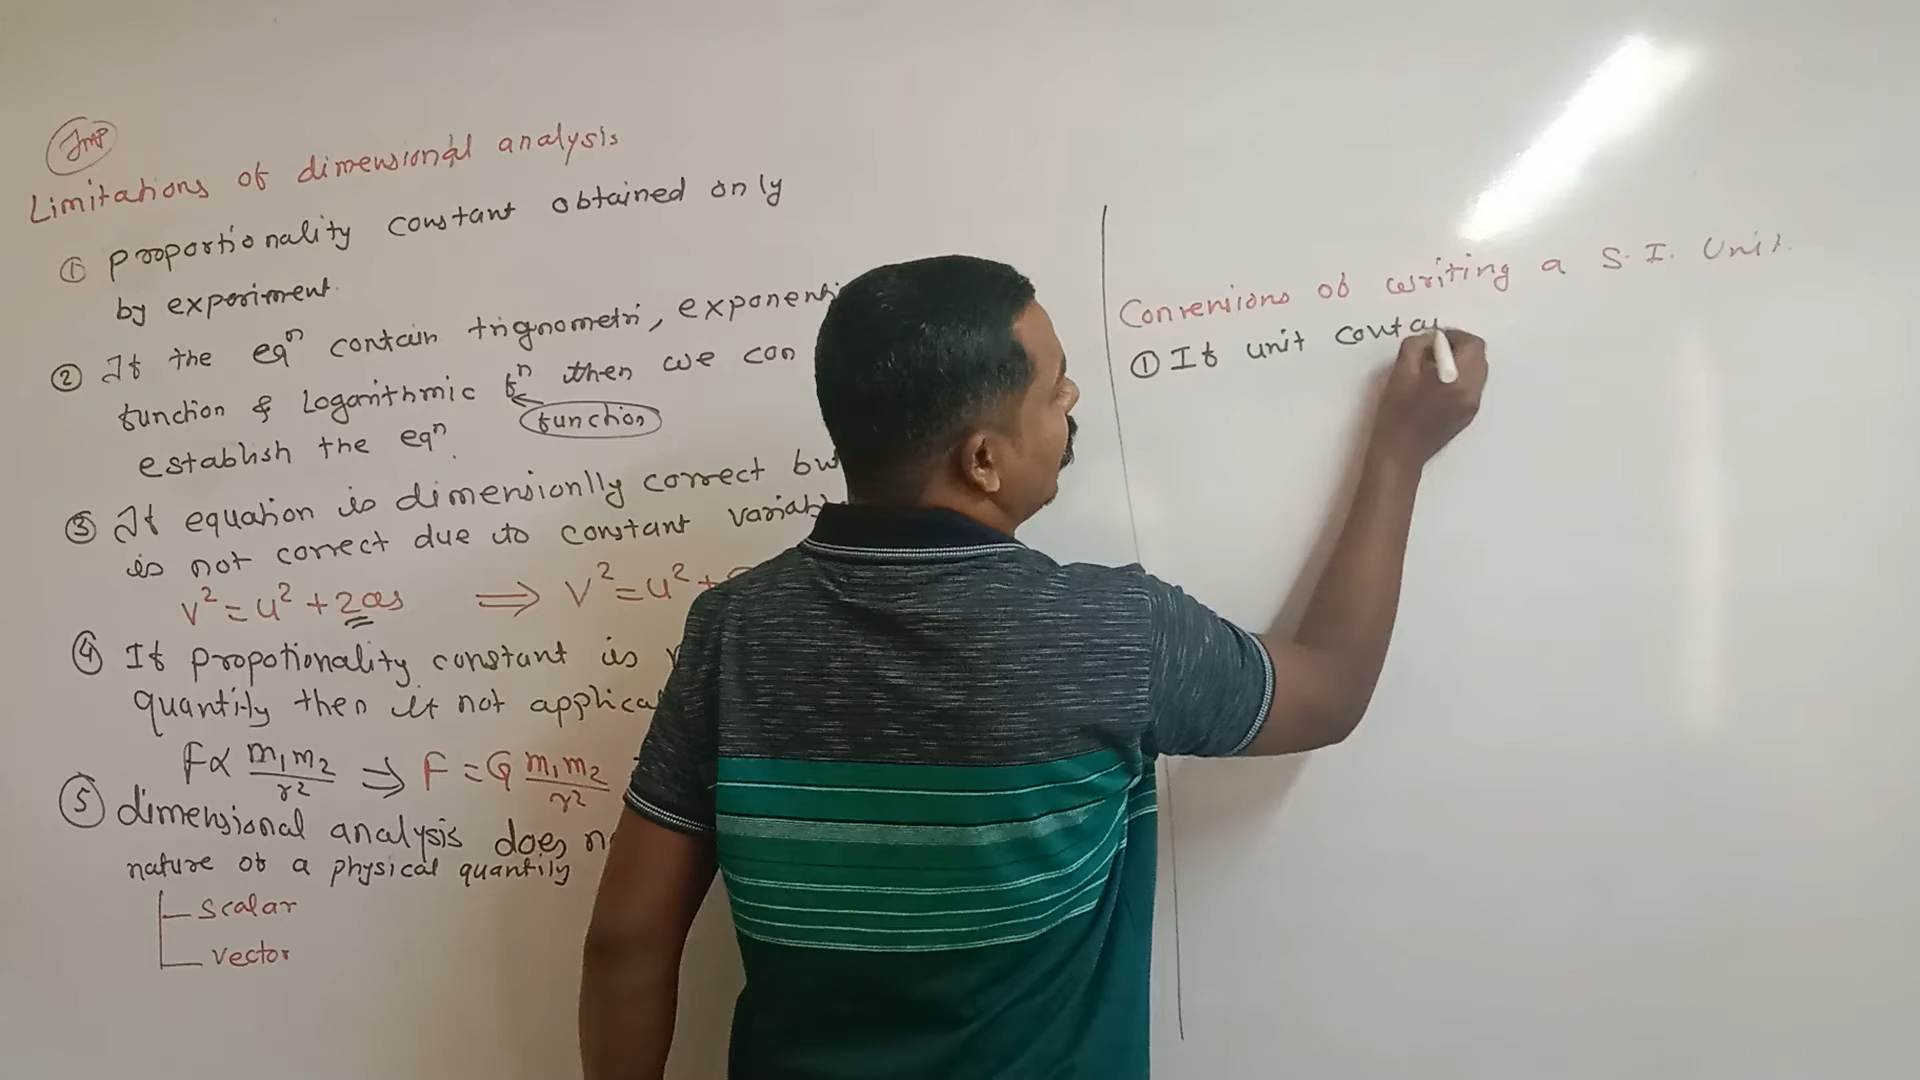 Imp
Limitations of dimensional analysis
① proportionality constant obtained only
by experiment.
② If the eqⁿ contain trignometri, exponenti
function & Logarithmic fⁿ then we can
function
establish the eqⁿ.
③ If equation is dimensionlly correct bu
is not correct due to constant variab
v² = u² + 2as ⇒ v² = u² +
④ If propotionality constant is
quantity then it not applica
F ∝ m₁m₂/r² ⇒ F = G m₁m₂/r²
⑤ dimensional analysis does n
nature of a physical quantity
scalar
vector
Conversions of writing a S.I. Unit.
① If unit conta